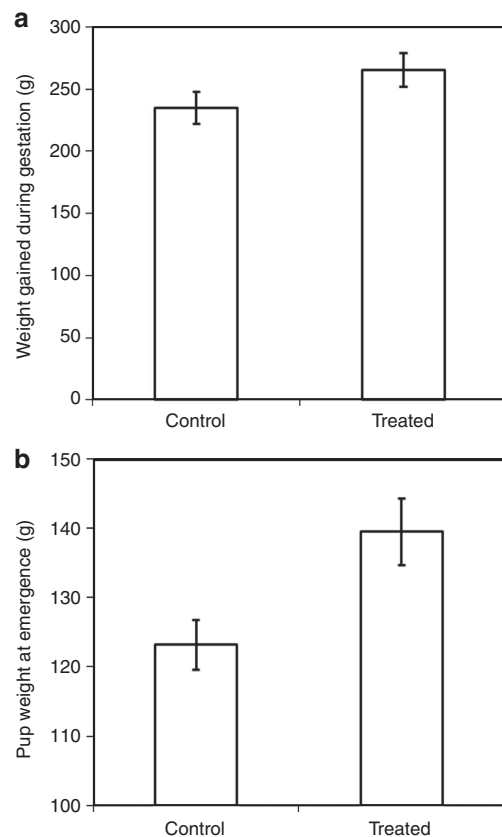 a
Weight gained during gestation (g)
300
250
200
150
100
50
0
Control Treated
b
Pup weight at emergence (g)
150
140
130
120
110
100
Control Treated